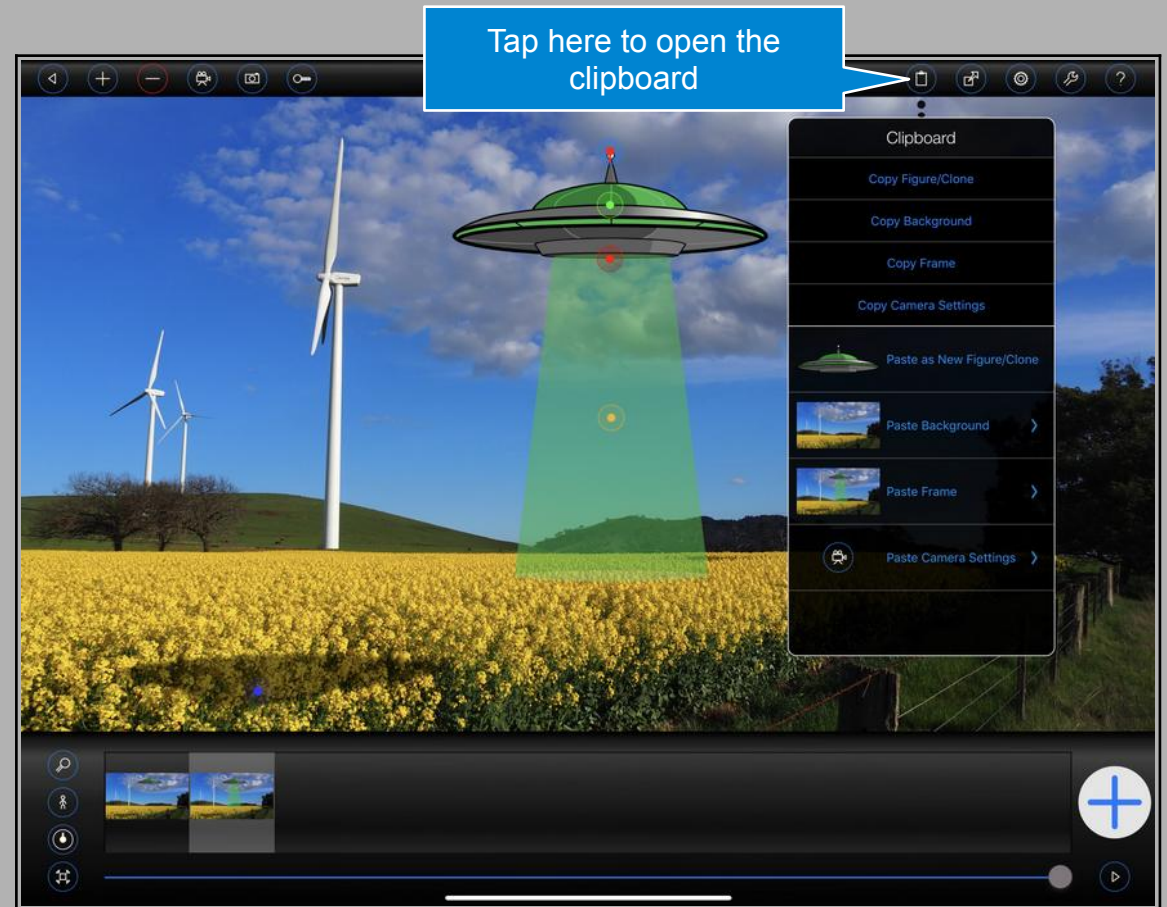 Tap here to open the
clipboard
?
Clipboard
Copy Figure/Clone
Copy Background
Copy Frame
Copy Camera Settings
Paste as New Figure/Clone
Paste Background
Paste Frame
Paste Camera Settings